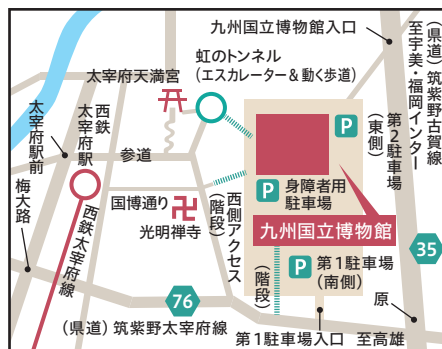 九州国立博物館入口
(県道)筑紫野古賀線
至宇美・福岡インター
虹のトンネル
(エスカレーター&動く歩道)
太宰府天満宮
第2駐車場
(東側)
P
西鉄
太宰府駅
太宰府駅前
参道
梅大路
P
身障者用
駐車場
国博通り
光明禅寺
西側アクセス
(階段)
西鉄太宰府線
九州国立博物館
35
P
第1駐車場
(南側)
(階段)
76
(県道)筑紫野太宰府線
原
第1駐車場入口
至高雄